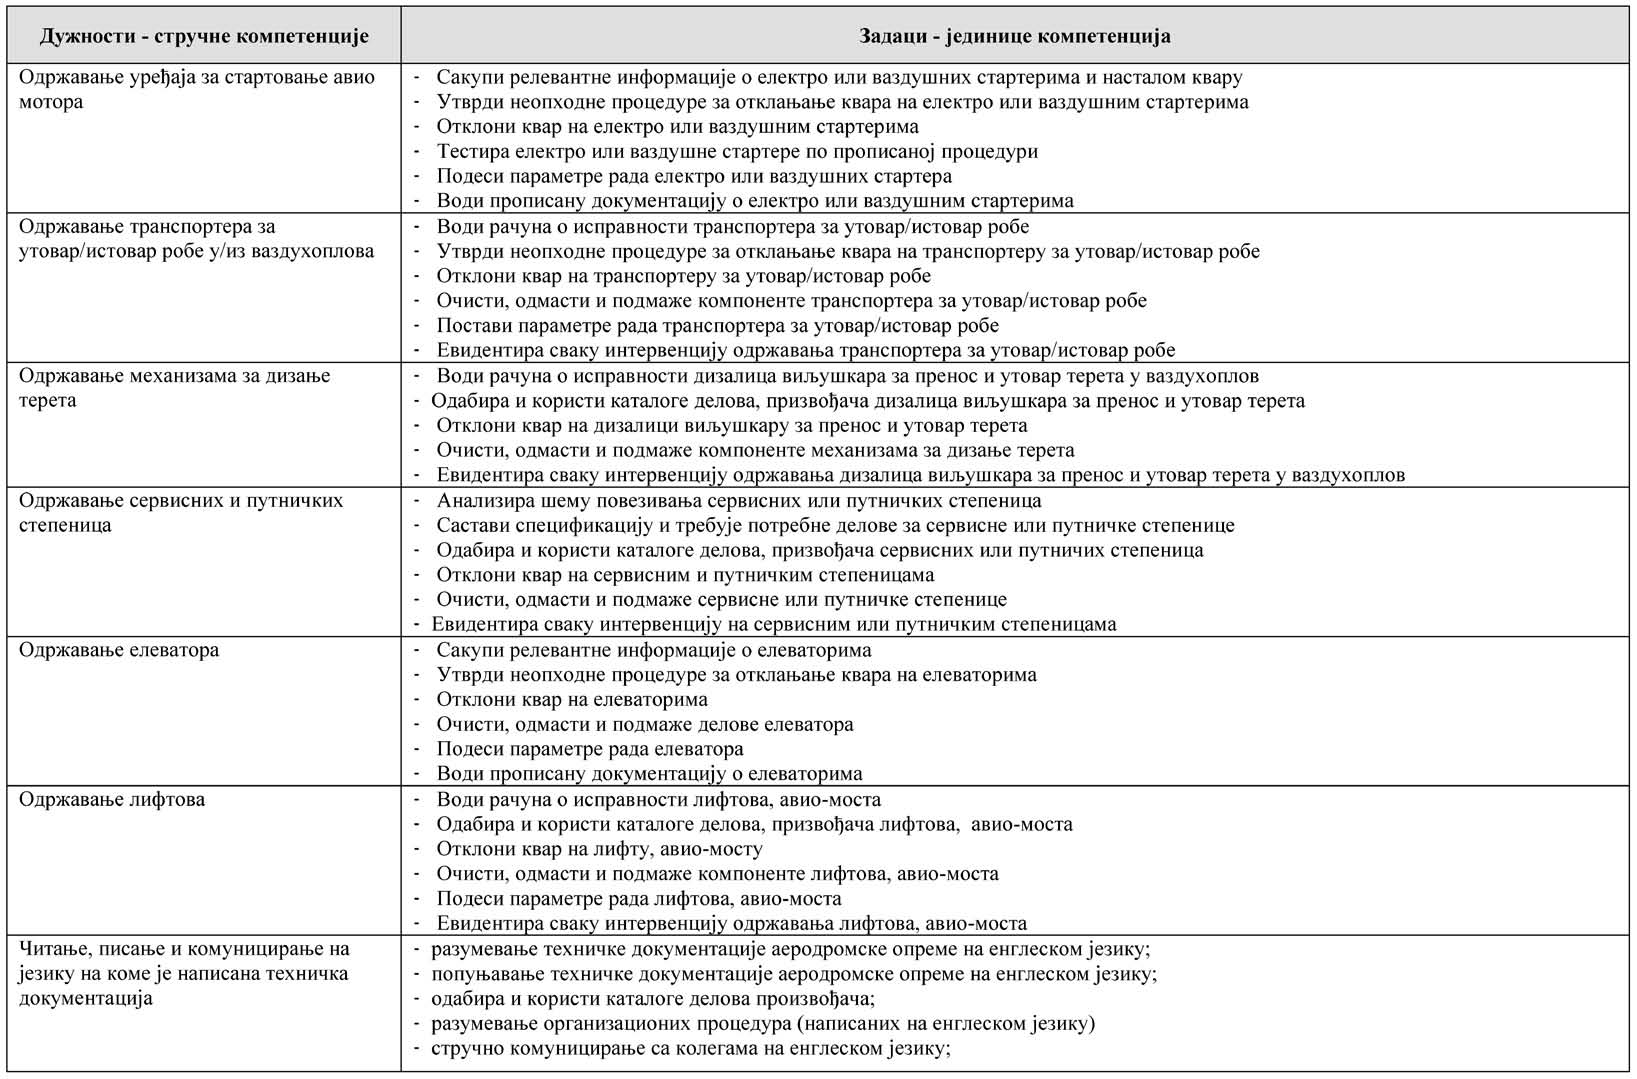 Дужности - стручне компетенције
Задаци - јединице компетенција
Одржавање уређаја за стартовање авио
мотора
- Сакупи релевантне информације о електро или ваздушних стартерима и насталом квару
- Утврди неопходне процедуре за отклањање квара на електро или ваздушним стартерима
- Отклони квар на електро или ваздушним стартерима
- Тестира електро или ваздушне стартере по прописаној процедури
- Подеси параметре рада електро или ваздушних стартера
- Води прописану документацију о електро или ваздушним стартерима
Одржавање транспортера за
утовар/истовар робе у/из ваздухоплова
- Води рачуна о исправности транспортера за утовар/истовар робе
- Утврди неопходне процедуре за отклањање квара на транспортеру за утовар/истовар робе
- Отклони квар на транспортеру за утовар/истовар робе
- Очисти, одмасти и подмаже компоненте транспортера за утовар/истовар робе
- Постави параметре рада транспортера за утовар/истовар робе
- Евидентира сваку интервенцију одржавања транспортера за утовар/истовар робе
Одржавање механизама за дизање
терета
- Води рачуна о исправности дизалица виљушкара за пренос и утовар терета у ваздухоплов
- Одабира и користи каталоге делова, призвођача дизалица виљушкара за пренос и утовар терета
- Отклони квар на дизалици виљушкару за пренос и утовар терета
- Очисти, одмасти и подмаже компоненте механизама за дизање терета
- Евидентира сваку интервенцију одржавања дизалица виљушкара за пренос и утовар терета у ваздухоплов
Одржавање сервисних и путничких
степеница
- Анализира шему повезивања сервисних или путничких степеница
- Састави спецификацију и требује потребне делове за сервисне или путничке степенице
- Одабира и користи каталоге делова, призвођача сервисних или путничих степеница
- Отклони квар на сервисним и путничким степеницама
- Очисти, одмасти и подмаже сервисне или путничке степенице
- Евидентира сваку интервенцију на сервисним или путничким степеницама
Одржавање елеватора
- Сакупи релевантне информације о елеваторима
- Утврди неопходне процедуре за отклањање квара на елеваторима
- Отклони квар на елеваторима
- Очисти, одмасти и подмаже делове елеватора
- Подеси параметре рада елеватора
- Води прописану документацију о елеваторима
Одржавање лифтова
- Води рачуна о исправности лифтова, авио-моста
- Одабира и користи каталоге делова, призвођача лифтова, авио-моста
- Отклони квар на лифту, авио-мосту
- Очисти, одмасти и подмаже компоненте лифтова, авио-моста
- Подеси параметре рада лифтова, авио-моста
- Евидентира сваку интервенцију одржавања лифтова, авио-моста
Читање, писање и комуницирање на
језику на коме је написана техничка
документација
- разумевање техничке документације аеродромске опреме на енглеском језику;
- попуњавање техничке документације аеродромске опреме на енглеском језику;
- одабира и користи каталоге делова произвођача;
- разумевање организационих процедура (написаних на енглеском језику)
- стручно комуницирање са колегама на енглеском језику;